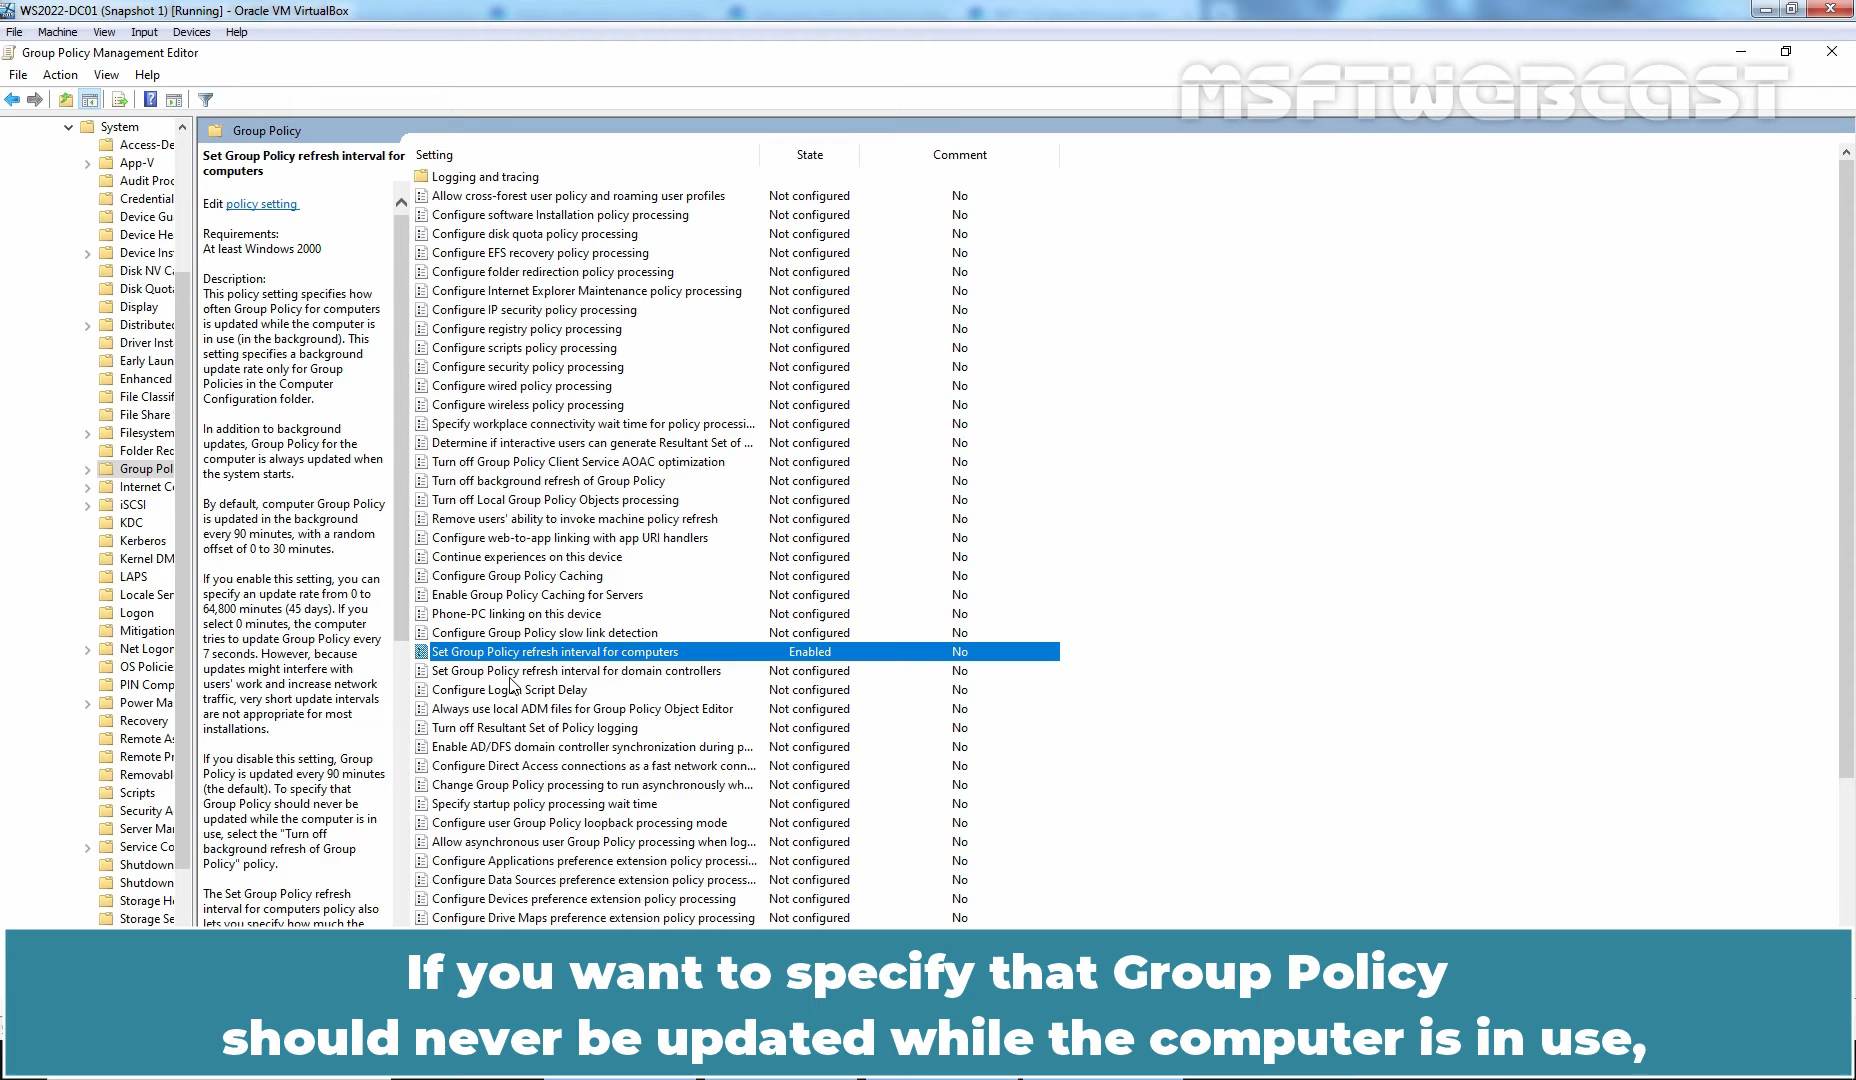 WS2022-DC01 (Snapshot 1) [Running] - Oracle VM VirtualBox
File Machine View Input Devices Help
Group Policy Management Editor
File Action View Help
MSFTWEBCAST
System
Access-De
App-V
Audit Proc
Credential
Device Gu
Device He
Device Ins
Disk NV Ca
Disk Quot
Display
Distributed
Driver Inst
Early Laun
Enhanced
File Classif
File Share
Filesystem
Folder Red
Group Pol
Internet Co
iSCSI
KDC
Kerberos
Kernel DM
LAPS
Locale Ser
Logon
Mitigation
Net Logon
OS Policies
PIN Comp
Power Ma
Recovery
Remote As
Remote Pr
Removabl
Scripts
Security A
Server Mar
Service Co
Shutdown
Shutdown
Storage He
Storage Se
Group Policy
Set Group Policy refresh interval for
computers
Edit policy setting
Requirements:
At least Windows 2000
Description:
This policy setting specifies how
often Group Policy for computers
is updated while the computer is
in use (in the background). This
setting specifies a background
update rate only for Group
Policies in the Computer
Configuration folder.
In addition to background
updates, Group Policy for the
computer is always updated when
the system starts.
By default, computer Group Policy
is updated in the background
every 90 minutes, with a random
offset of 0 to 30 minutes.
If you enable this setting, you can
specify an update rate from 0 to
64,800 minutes (45 days). If you
select 0 minutes, the computer
tries to update Group Policy every
7 seconds. However, because
updates might interfere with
users' work and increase network
traffic, very short update intervals
are not appropriate for most
installations.
If you disable this setting, Group
Policy is updated every 90 minutes
(the default). To specify that
Group Policy should never be
updated while the computer is in
use, select the "Turn off
background refresh of Group
Policy" policy.
The Set Group Policy refresh
interval for computers policy also
lets you specify how much the
Setting State Comment
Logging and tracing
Allow cross-forest user policy and roaming user profiles Not configured No
Configure software Installation policy processing Not configured No
Configure disk quota policy processing Not configured No
Configure EFS recovery policy processing Not configured No
Configure folder redirection policy processing Not configured No
Configure Internet Explorer Maintenance policy processing Not configured No
Configure IP security policy processing Not configured No
Configure registry policy processing Not configured No
Configure scripts policy processing Not configured No
Configure security policy processing Not configured No
Configure wired policy processing Not configured No
Configure wireless policy processing Not configured No
Specify workplace connectivity wait time for policy processi... Not configured No
Determine if interactive users can generate Resultant Set of ... Not configured No
Turn off Group Policy Client Service AOAC optimization Not configured No
Turn off background refresh of Group Policy Not configured No
Turn off Local Group Policy Objects processing Not configured No
Remove users' ability to invoke machine policy refresh Not configured No
Configure web-to-app linking with app URI handlers Not configured No
Continue experiences on this device Not configured No
Configure Group Policy Caching Not configured No
Enable Group Policy Caching for Servers Not configured No
Phone-PC linking on this device Not configured No
Configure Group Policy slow link detection Not configured No
Set Group Policy refresh interval for computers Enabled No
Set Group Policy refresh interval for domain controllers Not configured No
Configure Logon Script Delay Not configured No
Always use local ADM files for Group Policy Object Editor Not configured No
Turn off Resultant Set of Policy logging Not configured No
Enable AD/DFS domain controller synchronization during p... Not configured No
Configure Direct Access connections as a fast network conn... Not configured No
Change Group Policy processing to run asynchronously wh... Not configured No
Specify startup policy processing wait time Not configured No
Configure user Group Policy loopback processing mode Not configured No
Allow asynchronous user Group Policy processing when log... Not configured No
Configure Applications preference extension policy processi... Not configured No
Configure Data Sources preference extension policy process... Not configured No
Configure Devices preference extension policy processing Not configured No
Configure Drive Maps preference extension policy processing Not configured No
If you want to specify that Group Policy
should never be updated while the computer is in use,